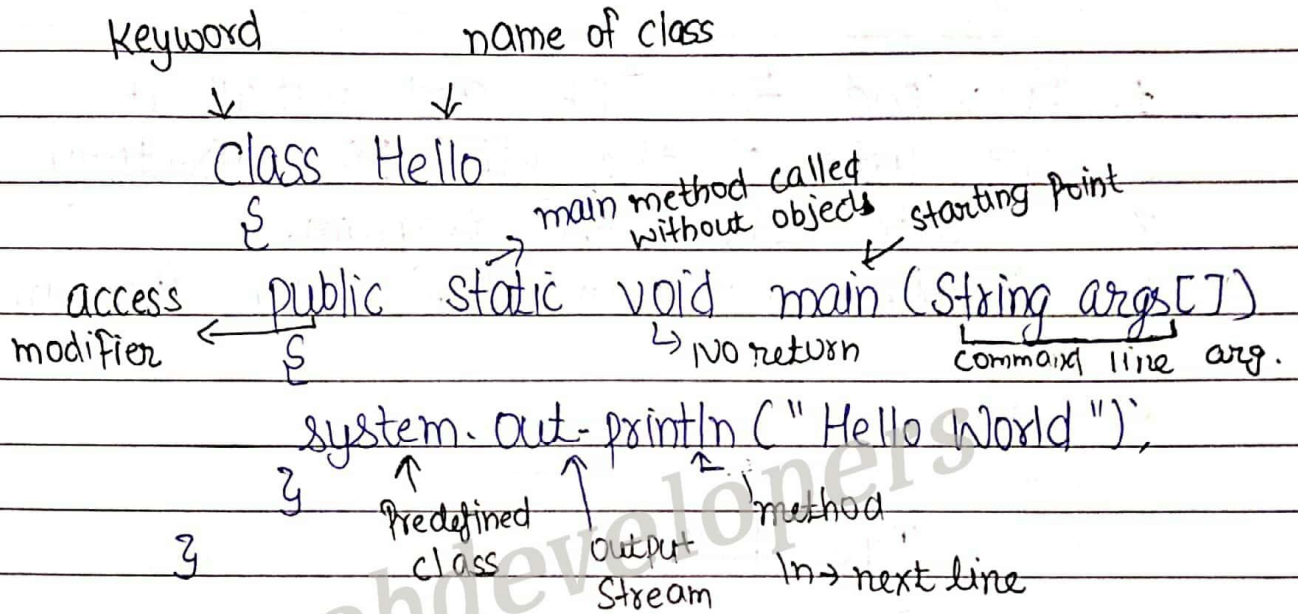 Keyword name of class
Class Hello
{
main method called
without objects
starting Point
access
modifier
public static void main (String args[])
{
No return
command line arg.
system. out. println (" Hello World ");
}
Predefined
class
output
Stream
method
ln → next line
}